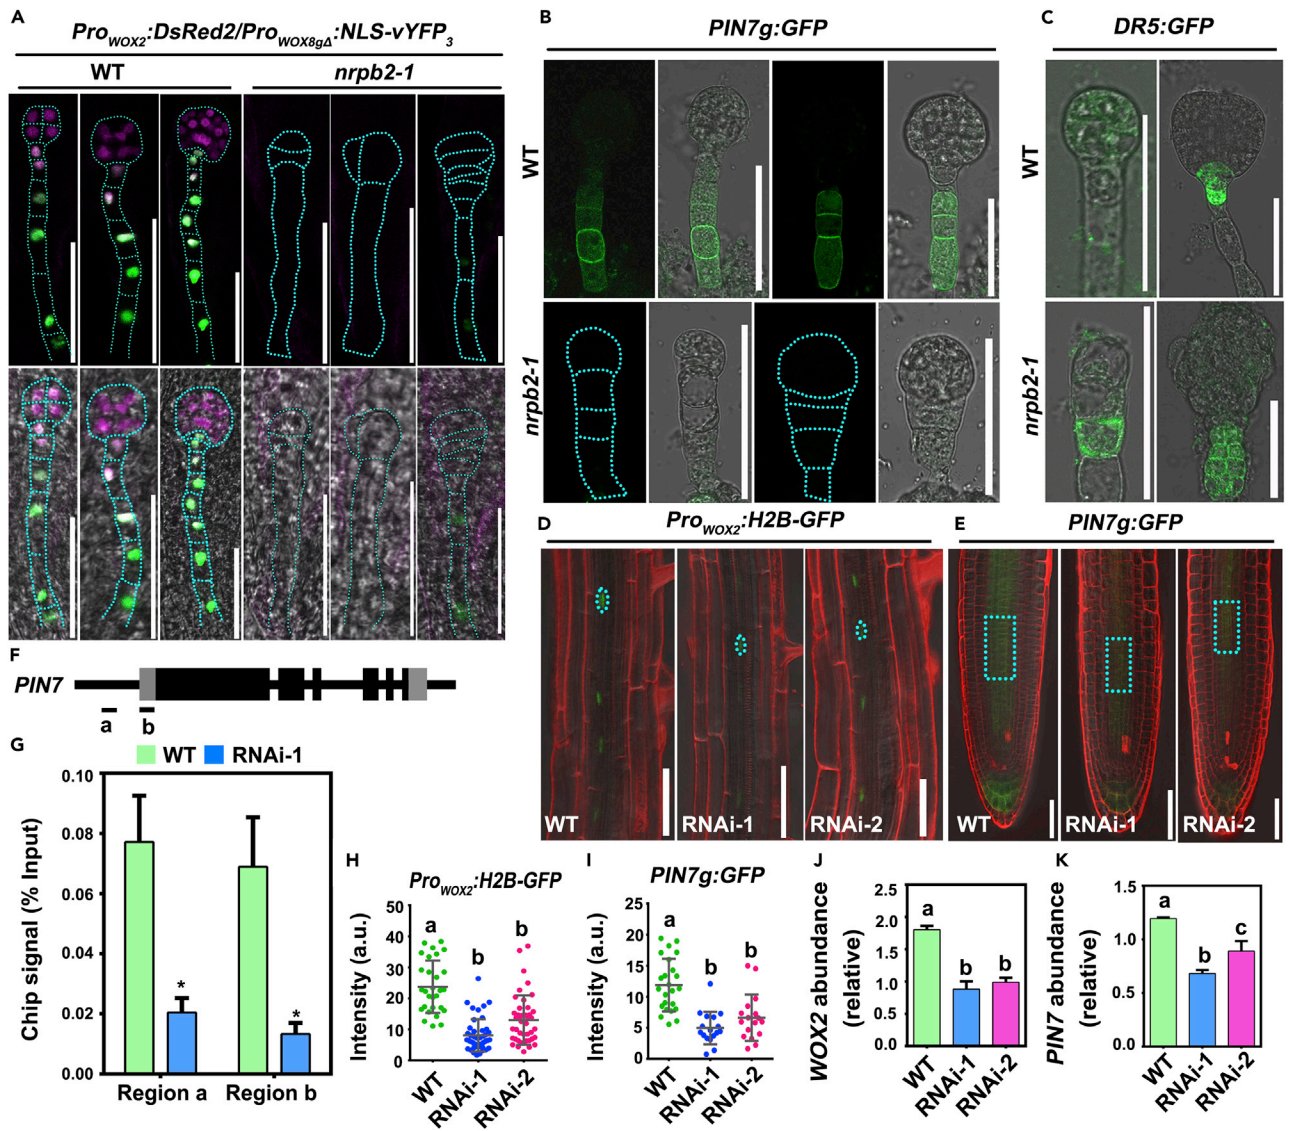 A
Pro_WOX2:DsRed2/Pro_WOX8gΔ:NLS-vYFP_3
WT
nrpb2-1
B
PIN7g:GFP
WT
nrpb2-1
C
DR5:GFP
WT
nrpb2-1
D
Pro_WOX2:H2B-GFP
WT
RNAi-1
RNAi-2
E
PIN7g:GFP
WT
RNAi-1
RNAi-2
F
PIN7
a
b
G
WT
RNAi-1
Chip signal (% Input)
0.10
0.08
0.06
0.04
0.02
0.00
*
*
Region a
Region b
H
Pro_WOX2:H2B-GFP
Intensity (a.u.)
50
40
30
20
10
0
a
b
b
WT
RNAi-1
RNAi-2
I
PIN7g:GFP
Intensity (a.u.)
25
20
15
10
5
0
a
b
b
WT
RNAi-1
RNAi-2
J
WOX2 abundance
(relative)
2.5
2.0
1.5
1.0
0.5
0.0
a
b
b
WT
RNAi-1
RNAi-2
K
PIN7 abundance
(relative)
1.5
1.0
0.5
0.0
a
b
c
WT
RNAi-1
RNAi-2